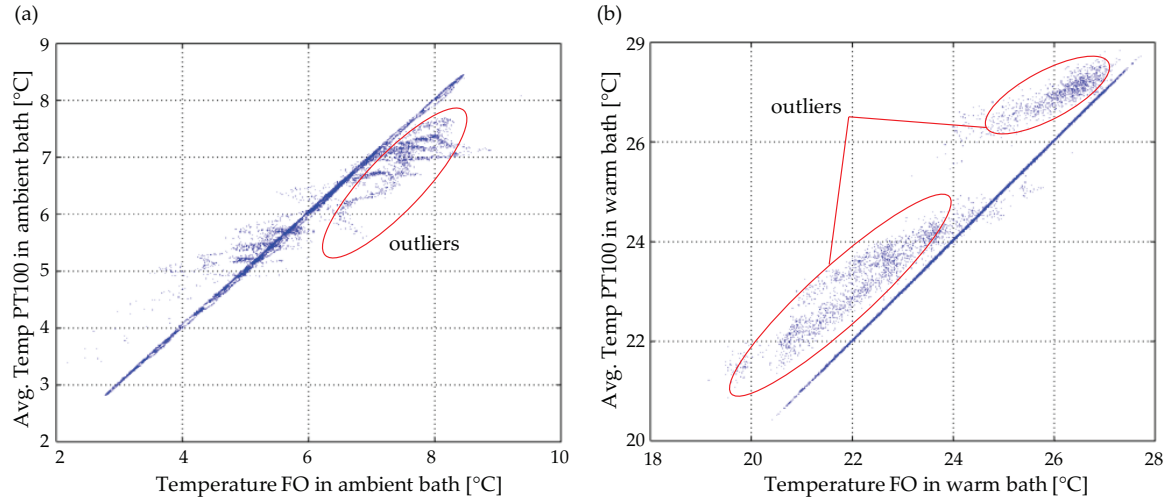 (a)
9
8
7
6
5
4
3
2
Avg. Temp PT100 in ambient bath [°C]
outliers
2 4 6 8 10
Temperature FO in ambient bath [°C]
(b)
29
28
26
24
22
20
Avg. Temp PT100 in warm bath [°C]
outliers
18 20 22 24 26 28
Temperature FO in warm bath [°C]